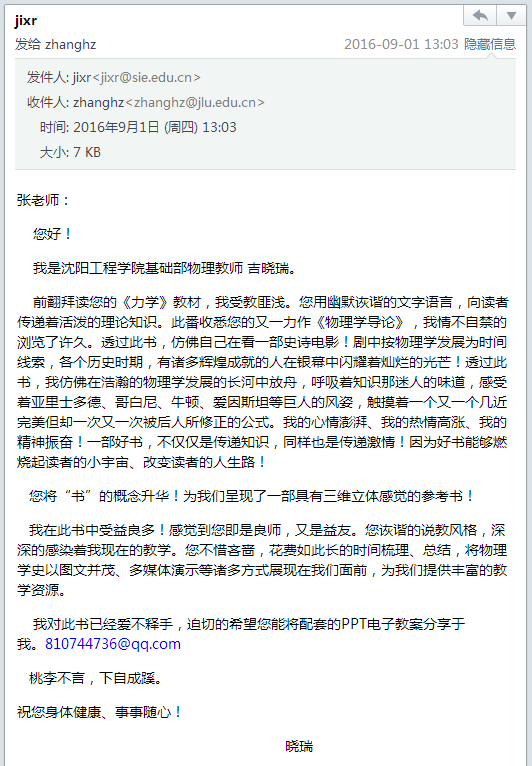 jixr
发给 zhanghz
2016-09-01 13:03 隐藏信息
发件人: jixr<jixr@sie.edu.cn>
收件人: zhanghz<zhanghz@jlu.edu.cn>
时间: 2016年9月1日 (周四) 13:03
大小: 7 KB
张老师：
您好！
我是沈阳工程学院基础部物理教师 吉晓瑞。
前翻拜读您的《力学》教材，我受教匪浅。您用幽默诙谐的文字语言，向读者
传递着活泼的理论知识。此番收悉您的又一力作《物理学导论》，我情不自禁的
浏览了许久。透过此书，仿佛自己在看一部史诗电影！剧中按物理学发展为时间
线索，各个历史时期，有诸多辉煌成就的人在银幕中闪耀着灿烂的光芒！透过此
书，我仿佛在浩瀚的物理学发展的长河中放舟，呼吸着知识那迷人的味道，感受
着亚里士多德、哥白尼、牛顿、爱因斯坦等巨人的风姿，触摸着一个又一个几近
完美但却一次又一次被后人所修正的公式。我的心情澎湃、我的热情高涨、我的
精神振奋！一部好书，不仅仅是传递知识，同样也是传递激情！因为好书能够燃
烧起读者的小宇宙、改变读者的人生路！
您将“书”的概念升华！为我们呈现了一部具有三维立体感觉的参考书！
我在此书中受益良多！感觉到您即是良师，又是益友。您诙谐的说教风格，深
深的感染着我现在的教学。您不惜吝啬，花费如此长的时间梳理、总结，将物理
学史以图文并茂、多媒体演示等诸多方式展现在我们面前，为我们提供丰富的教
学资源。
我对此书已经爱不释手，迫切的希望您能将配套的PPT电子教案分享于
我。810744736@qq.com
桃李不言，下自成蹊。
祝您身体健康、事事随心！
晓瑞